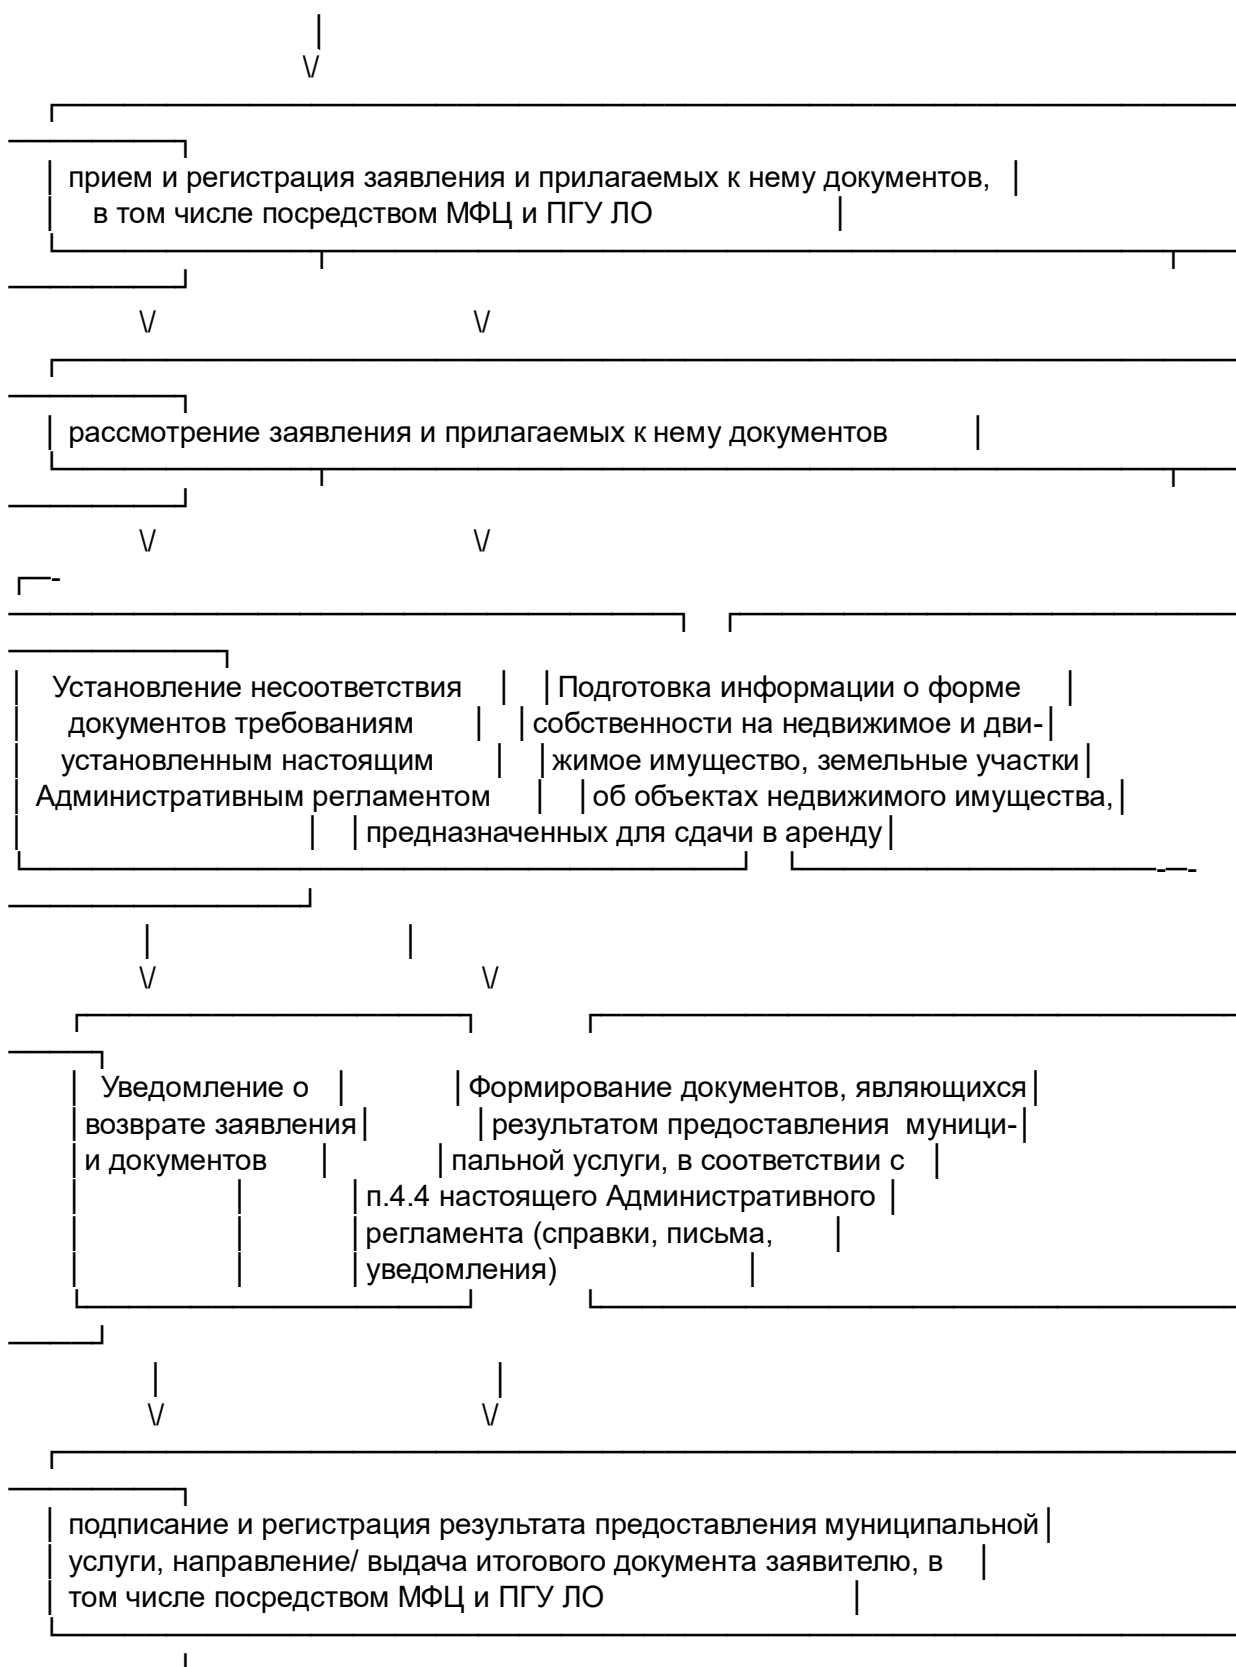 прием и регистрация заявления и прилагаемых к нему документов,
в том числе посредством МФЦ и ПГУ ЛО
рассмотрение заявления и прилагаемых к нему документов
Установление несоответствия Подготовка информации о форме
документов требованиям собственности на недвижимое и дви-
установленным настоящим жимое имущество, земельные участки
Административным регламентом об объектах недвижимого имущества,
предназначенных для сдачи в аренду
Уведомление о Формирование документов, являющихся
возврате заявления результатом предоставления муници-
и документов пальной услуги, в соответствии с
п.4.4 настоящего Административного
регламента (справки, письма,
уведомления)
подписание и регистрация результата предоставления муниципальной
услуги, направление/ выдача итогового документа заявителю, в
том числе посредством МФЦ и ПГУ ЛО